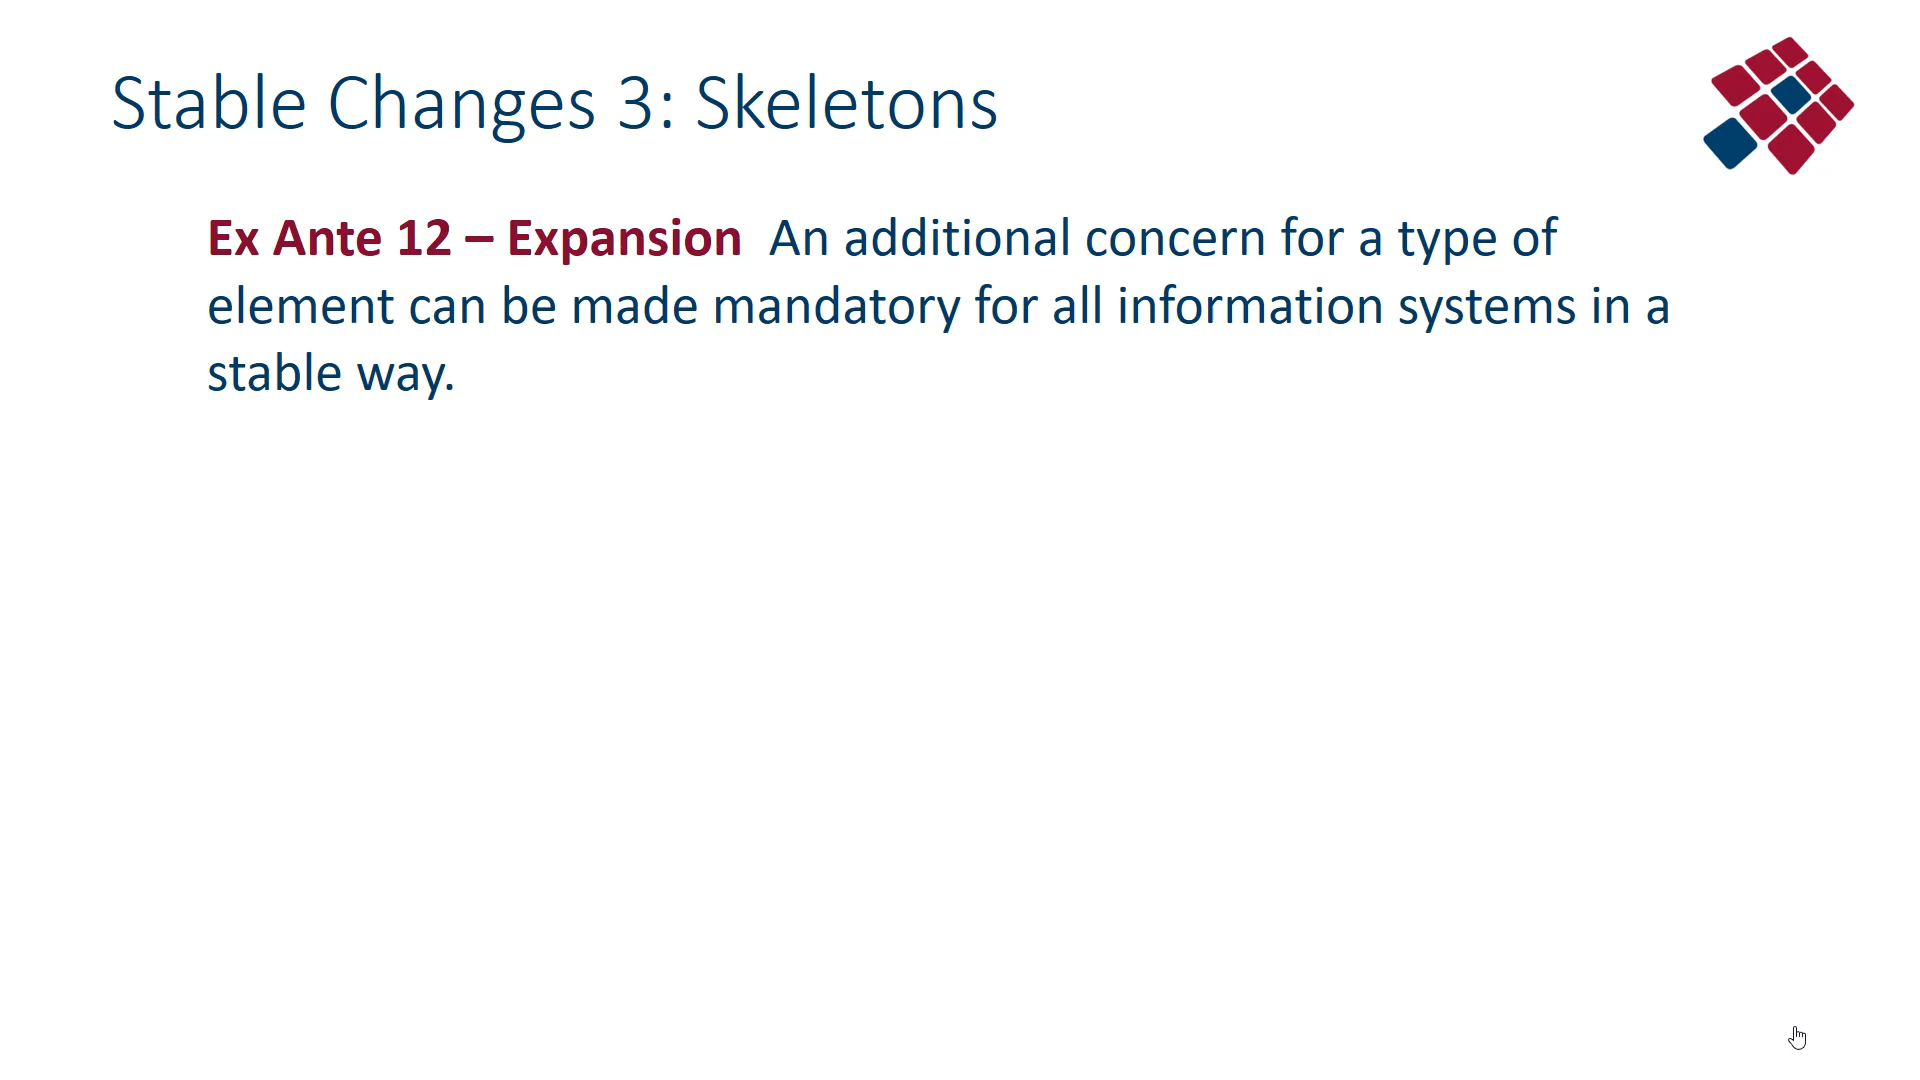 Stable Changes 3: Skeletons
Ex Ante 12 – Expansion An additional concern for a type of
element can be made mandatory for all information systems in a
stable way.